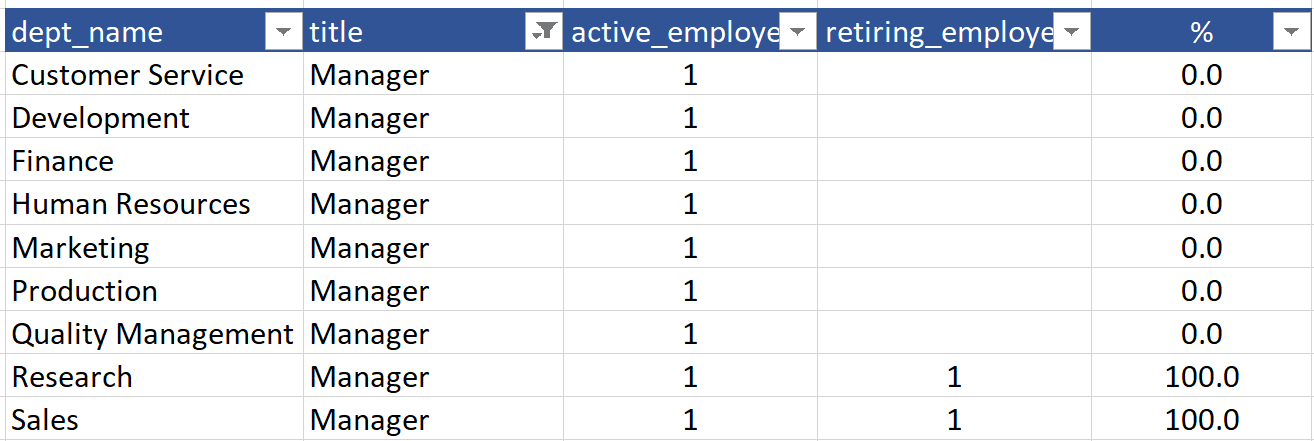 dept_name title active_employe retiring_employe %
Customer Service Manager 1 0.0
Development Manager 1 0.0
Finance Manager 1 0.0
Human Resources Manager 1 0.0
Marketing Manager 1 0.0
Production Manager 1 0.0
Quality Management Manager 1 0.0
Research Manager 1 1 100.0
Sales Manager 1 1 100.0